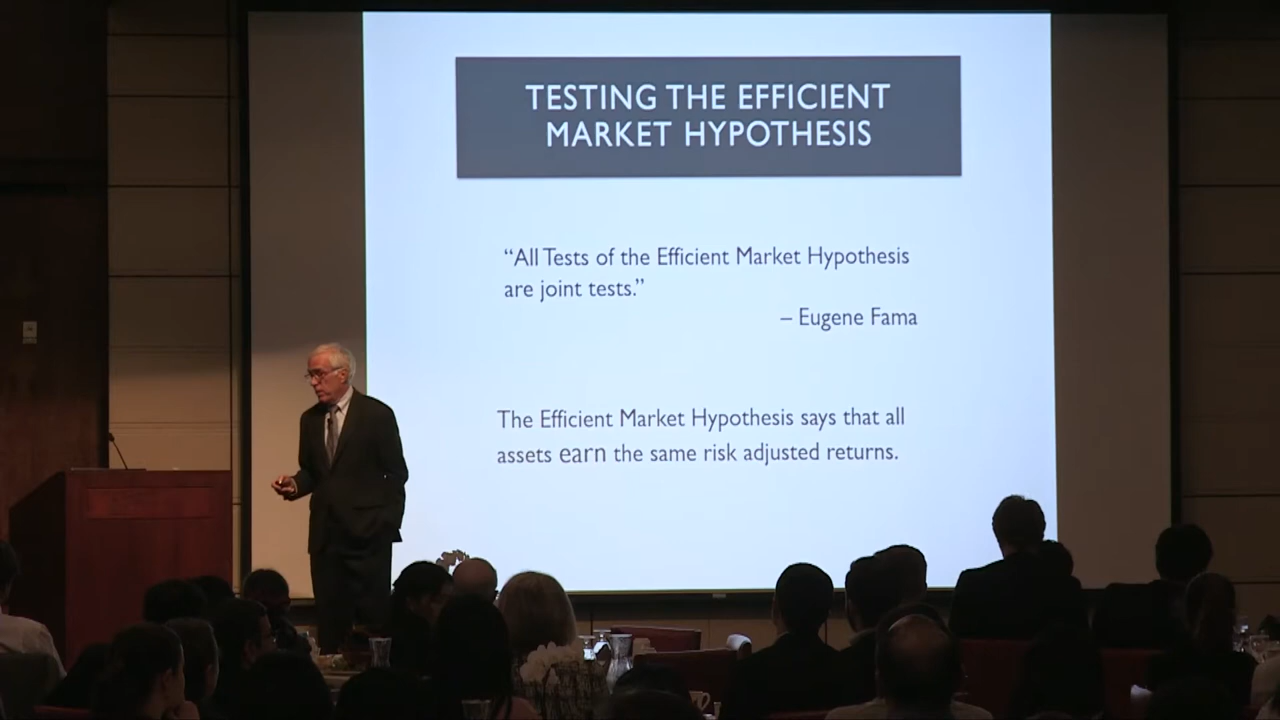 TESTING THE EFFICIENT
MARKET HYPOTHESIS
“All Tests of the Efficient Market Hypothesis
are joint tests.”
– Eugene Fama
The Efficient Market Hypothesis says that all
assets earn the same risk adjusted returns.